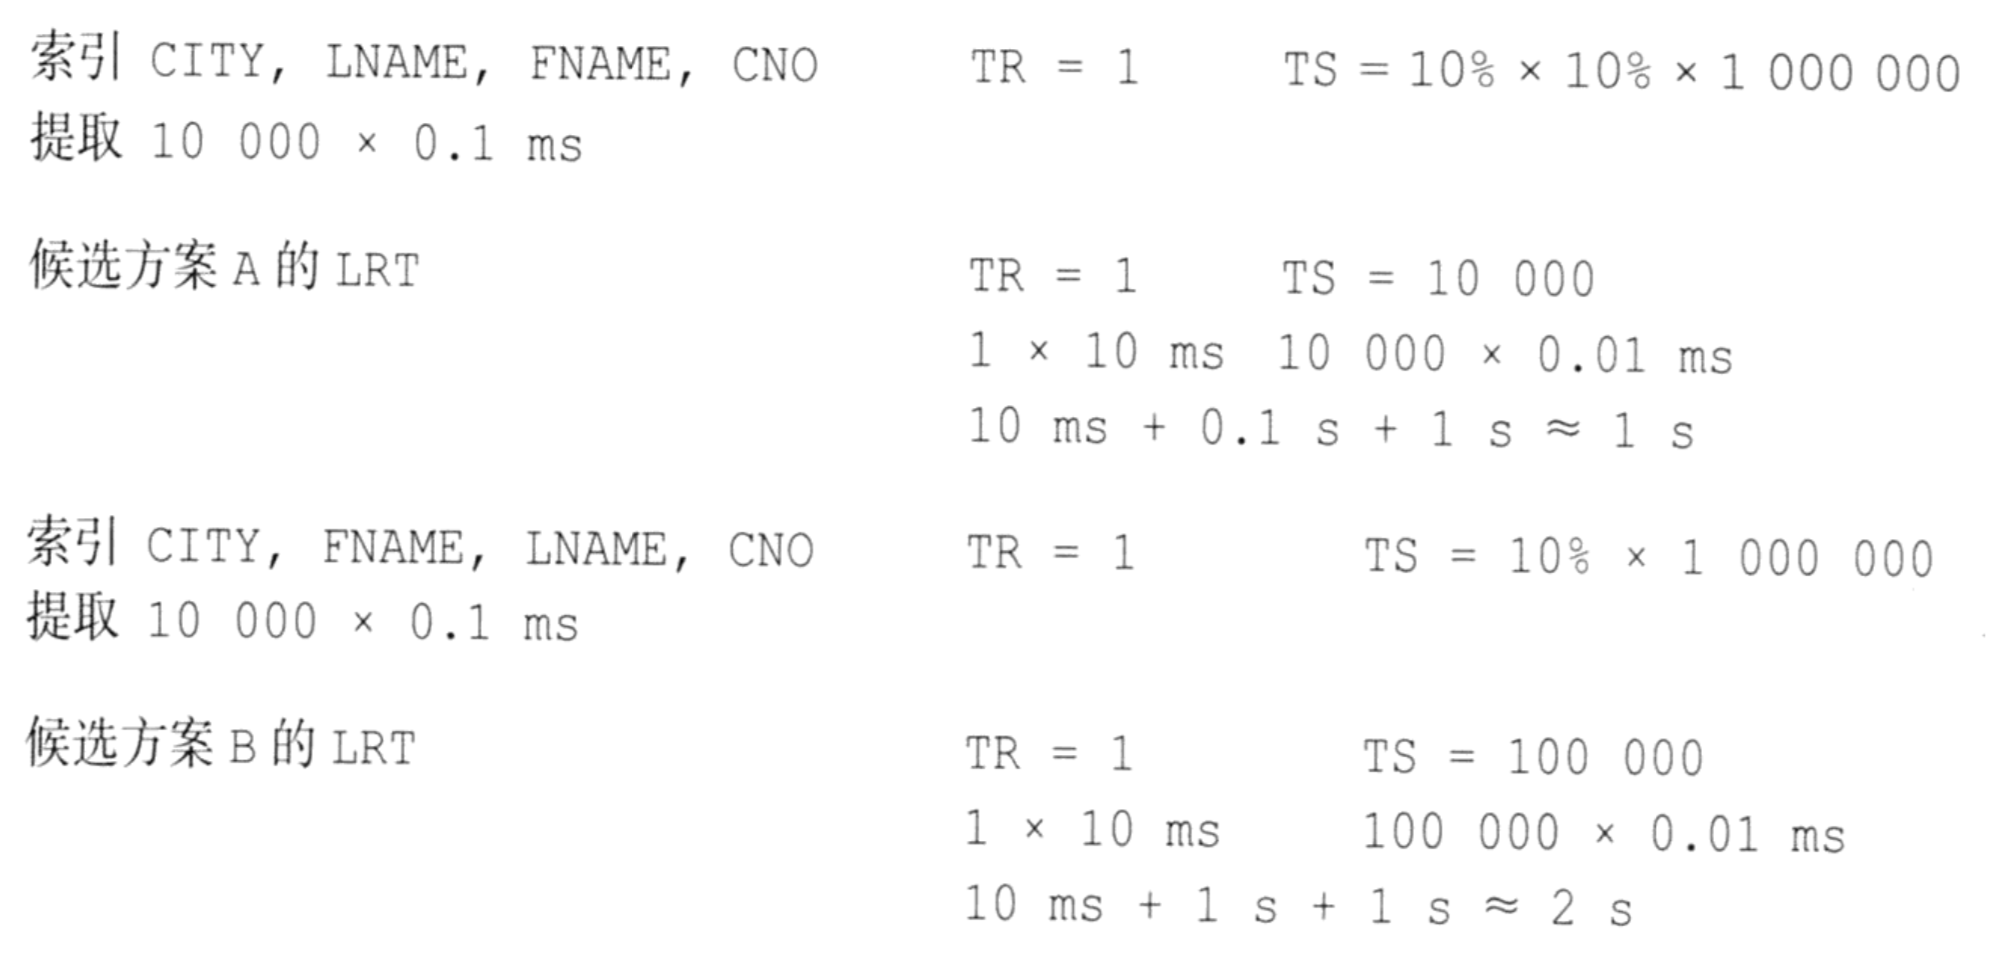 索引 CITY, LNAME, FNAME, CNO TR = 1 TS = 10% × 10% × 1 000 000
提取 10 000 × 0.1 ms
候选方案 A 的 LRT TR = 1 TS = 10 000
1 × 10 ms 10 000 × 0.01 ms
10 ms + 0.1 s + 1 s ≈ 1 s
索引 CITY, FNAME, LNAME, CNO TR = 1 TS = 10% × 1 000 000
提取 10 000 × 0.1 ms
候选方案 B 的 LRT TR = 1 TS = 100 000
1 × 10 ms 100 000 × 0.01 ms
10 ms + 1 s + 1 s ≈ 2 s